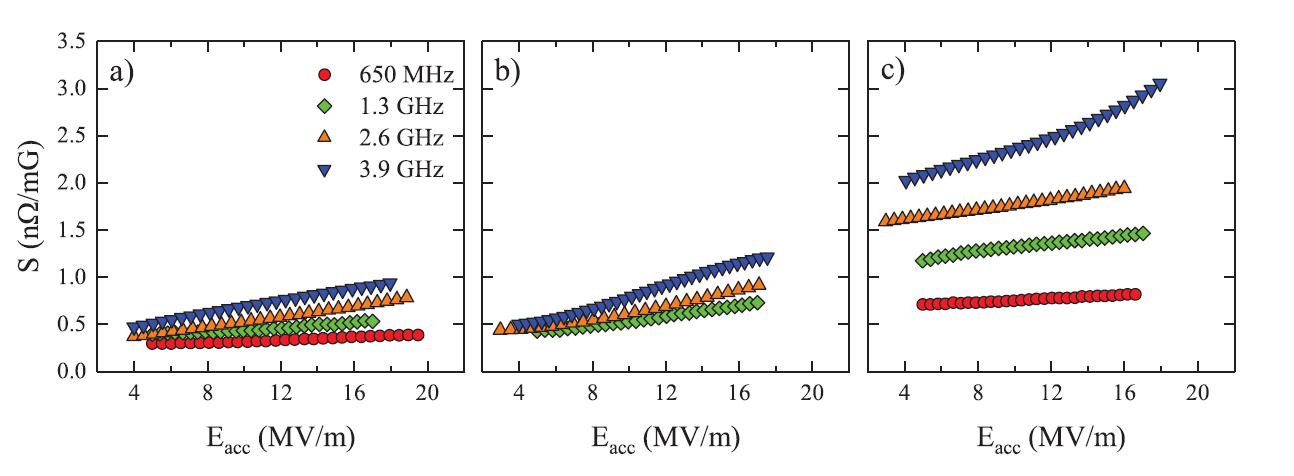 3.5
3.0
2.5
2.0
1.5
1.0
0.5
0.0
S (nΩ/mG)
a)
650 MHz
1.3 GHz
2.6 GHz
3.9 GHz
4 8 12 16 20
E_acc (MV/m)
b)
4 8 12 16 20
E_acc (MV/m)
c)
4 8 12 16 20
E_acc (MV/m)